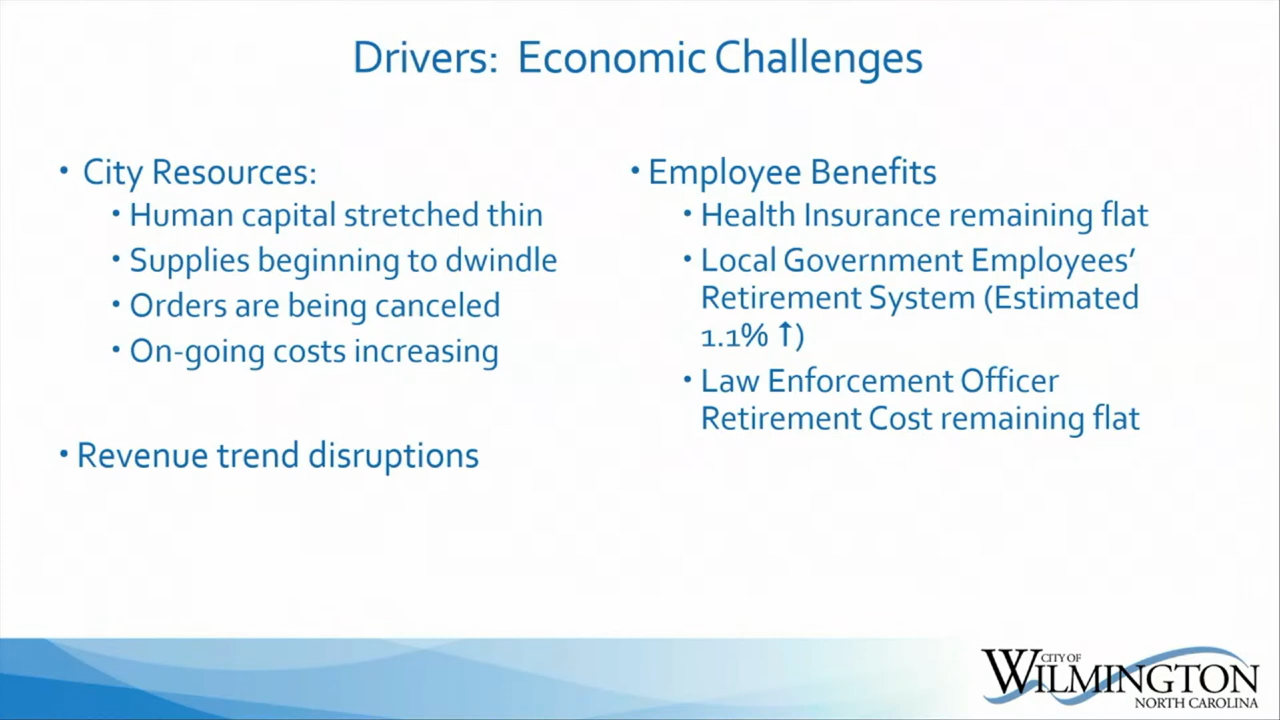 Drivers: Economic Challenges
• City Resources:
• Human capital stretched thin
• Supplies beginning to dwindle
• Orders are being canceled
• On-going costs increasing
• Revenue trend disruptions
• Employee Benefits
• Health Insurance remaining flat
• Local Government Employees’
Retirement System (Estimated
1.1% ↑)
• Law Enforcement Officer
Retirement Cost remaining flat
CITY OF
WILMINGTON
NORTH CAROLINA